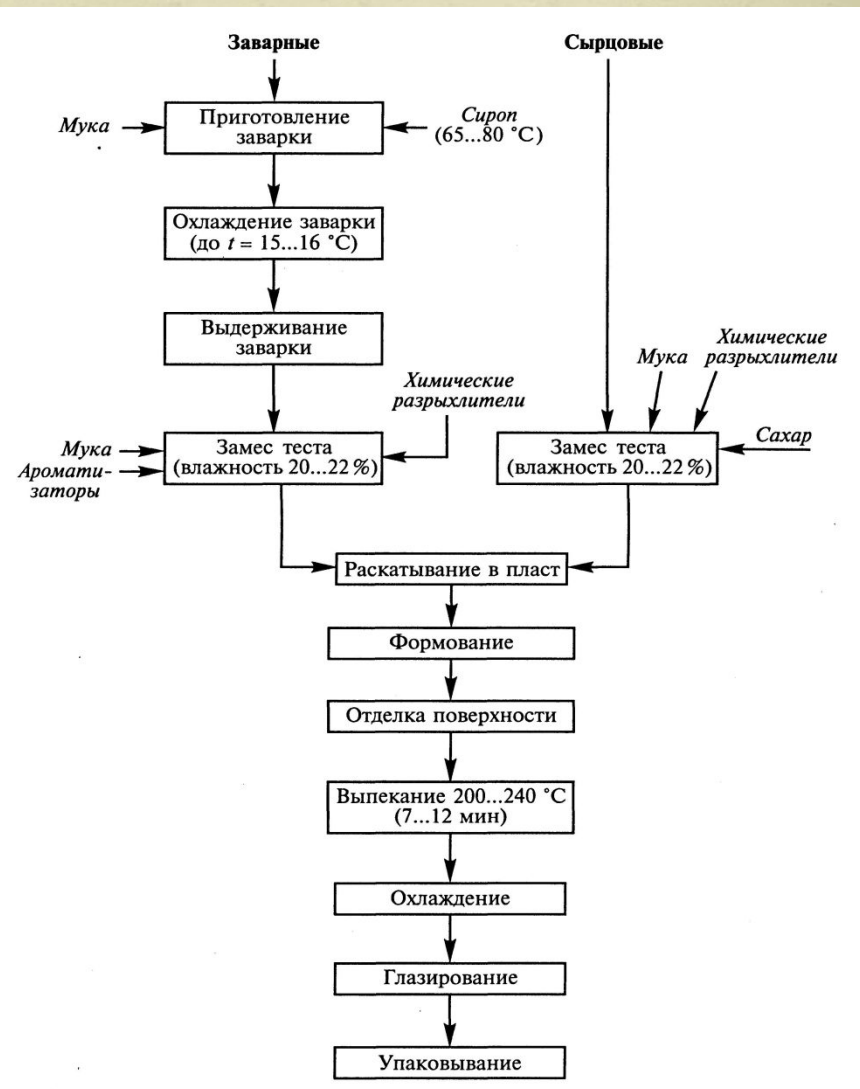 Заварные
Сырцовые
Мука
Приготовление
заварки
Сироп
(65...80 °C)
Охлаждение заварки
(до t = 15...16 °C)
Выдерживание
заварки
Химические
разрыхлители
Мука
Аромати-
заторы
Замес теста
(влажность 20...22 %)
Мука
Химические
разрыхлители
Замес теста
(влажность 20...22 %)
Сахар
Раскатывание в пласт
Формование
Отделка поверхности
Выпекание 200...240 °C
(7...12 мин)
Охлаждение
Глазирование
Упаковывание